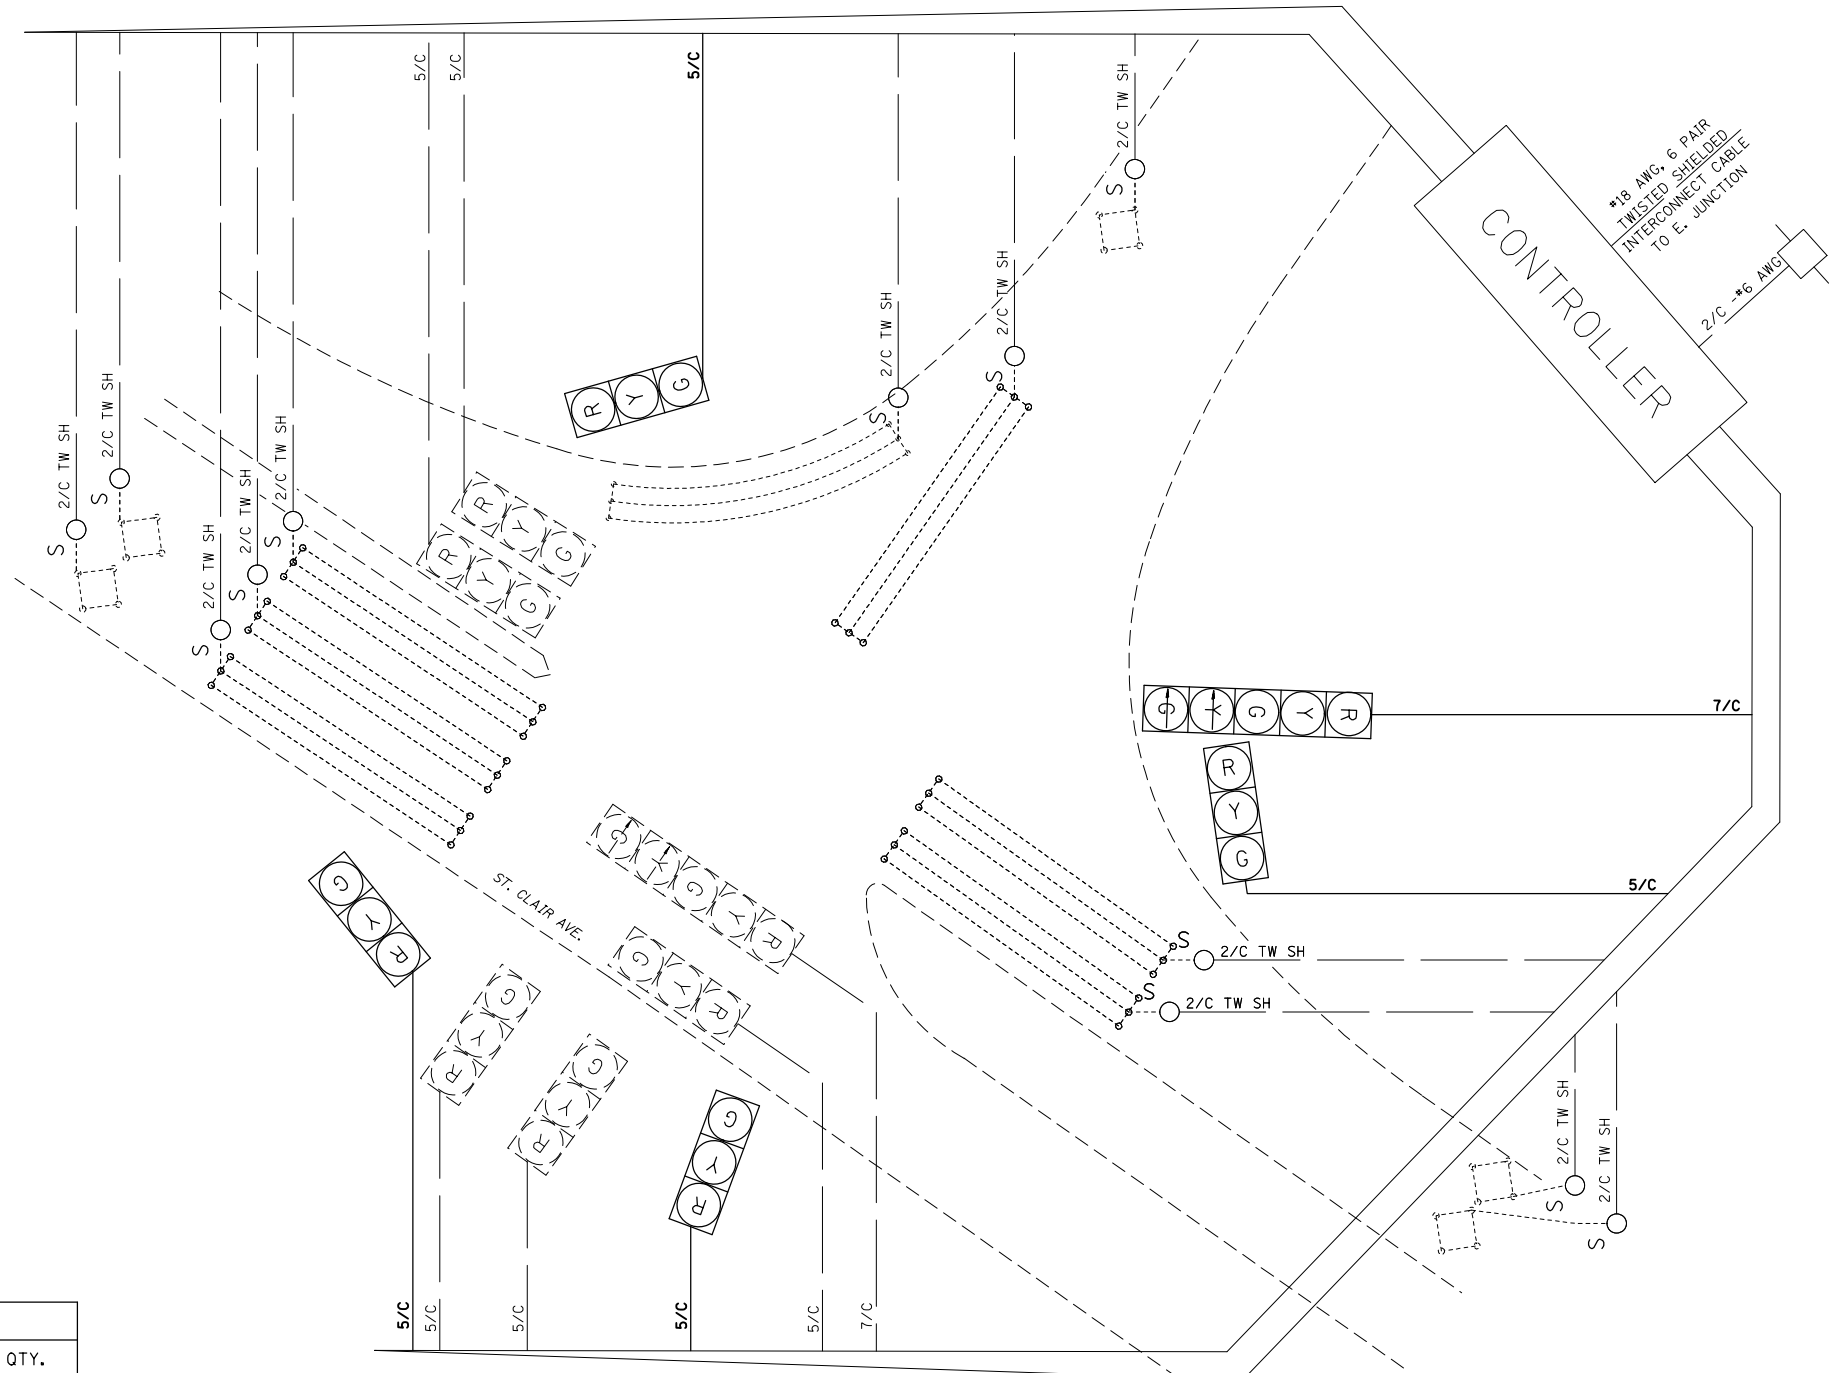 5/C
5/C
5/C
2/C TW SH
S
#18 AWG, 6 PAIR
TWISTED SHIELDED
INTERCONNECT CABLE
TO E. JUNCTION
CONTROLLER
2/C -#6 AWG
2/C TW SH
S
2/C TW SH
S
R Y G
2/C TW SH
S
2/C TW SH
S
2/C TW SH
S
2/C TW SH
S
2/C TW SH
S
R Y G
R Y G
G Y G Y R
7/C
R
Y
G
5/C
G Y G Y R
G Y R
ST. CLAIR AVE.
G Y R
G Y R
G Y R
G Y R
S
2/C TW SH
S
2/C TW SH
2/C TW SH
S
2/C TW SH
S
5/C
5/C
5/C
5/C
5/C
7/C
QTY.